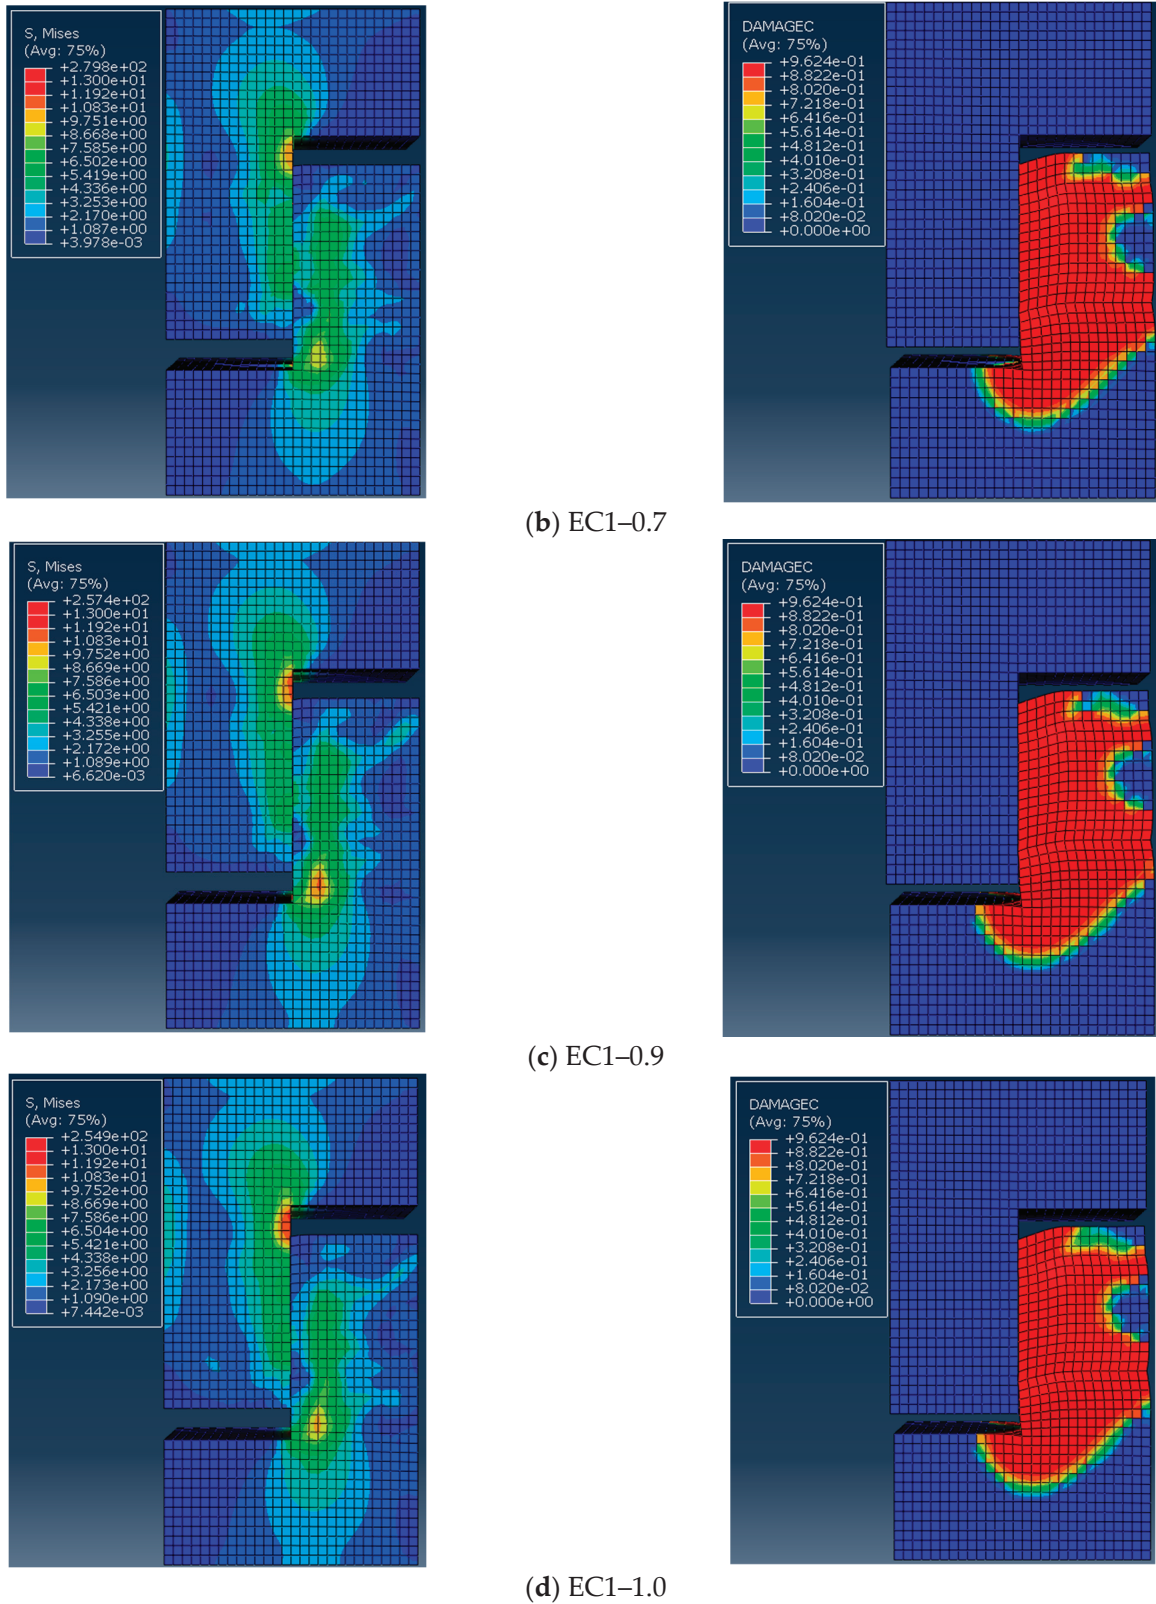 S, Mises
(Avg: 75%)
+2.798e+02
+1.300e+01
+1.192e+01
+1.083e+01
+9.751e+00
+8.668e+00
+7.585e+00
+6.502e+00
+5.419e+00
+4.336e+00
+3.253e+00
+2.170e+00
+1.087e+00
+3.978e-03
DAMAGEC
(Avg: 75%)
+9.624e-01
+8.822e-01
+8.020e-01
+7.218e-01
+6.416e-01
+5.614e-01
+4.812e-01
+4.010e-01
+3.208e-01
+2.406e-01
+1.604e-01
+8.020e-02
+0.000e+00
(b) EC1–0.7
S, Mises
(Avg: 75%)
+2.574e+02
+1.300e+01
+1.192e+01
+1.083e+01
+9.752e+00
+8.669e+00
+7.586e+00
+6.503e+00
+5.421e+00
+4.338e+00
+3.255e+00
+2.172e+00
+1.089e+00
+6.620e-03
DAMAGEC
(Avg: 75%)
+9.624e-01
+8.822e-01
+8.020e-01
+7.218e-01
+6.416e-01
+5.614e-01
+4.812e-01
+4.010e-01
+3.208e-01
+2.406e-01
+1.604e-01
+8.020e-02
+0.000e+00
(c) EC1–0.9
S, Mises
(Avg: 75%)
+2.549e+02
+1.300e+01
+1.192e+01
+1.083e+01
+9.752e+00
+8.669e+00
+7.586e+00
+6.504e+00
+5.421e+00
+4.339e+00
+3.256e+00
+2.173e+00
+1.090e+00
+7.442e-03
DAMAGEC
(Avg: 75%)
+9.624e-01
+8.822e-01
+8.020e-01
+7.218e-01
+6.416e-01
+5.614e-01
+4.812e-01
+4.010e-01
+3.208e-01
+2.406e-01
+1.604e-01
+8.020e-02
+0.000e+00
(d) EC1–1.0